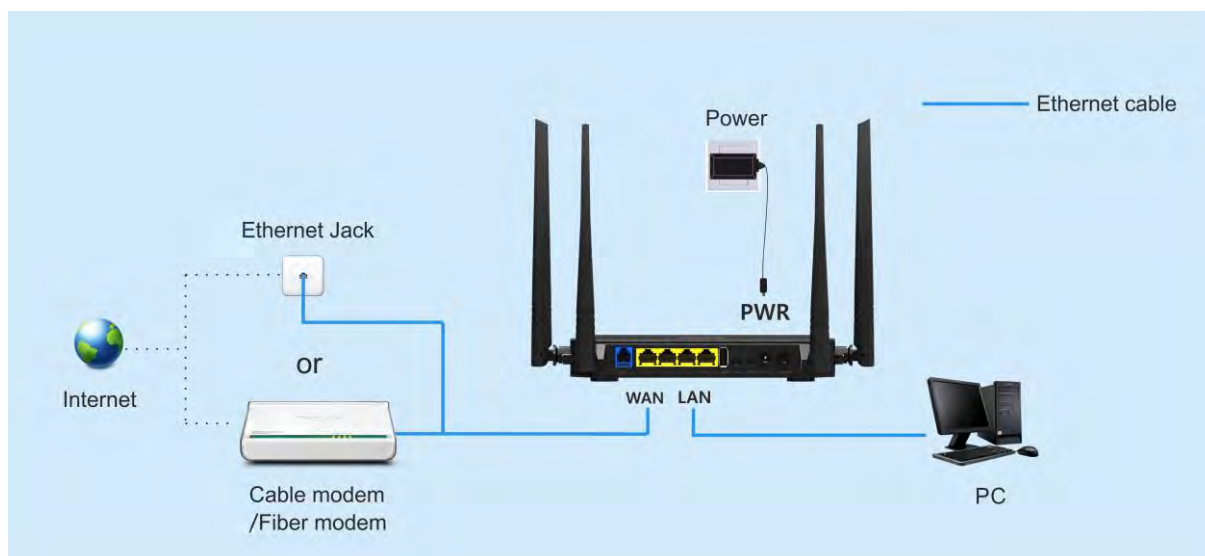 Ethernet cable
Power
Ethernet Jack
PWR
or
Internet
WAN LAN
Cable modem
/Fiber modem
PC